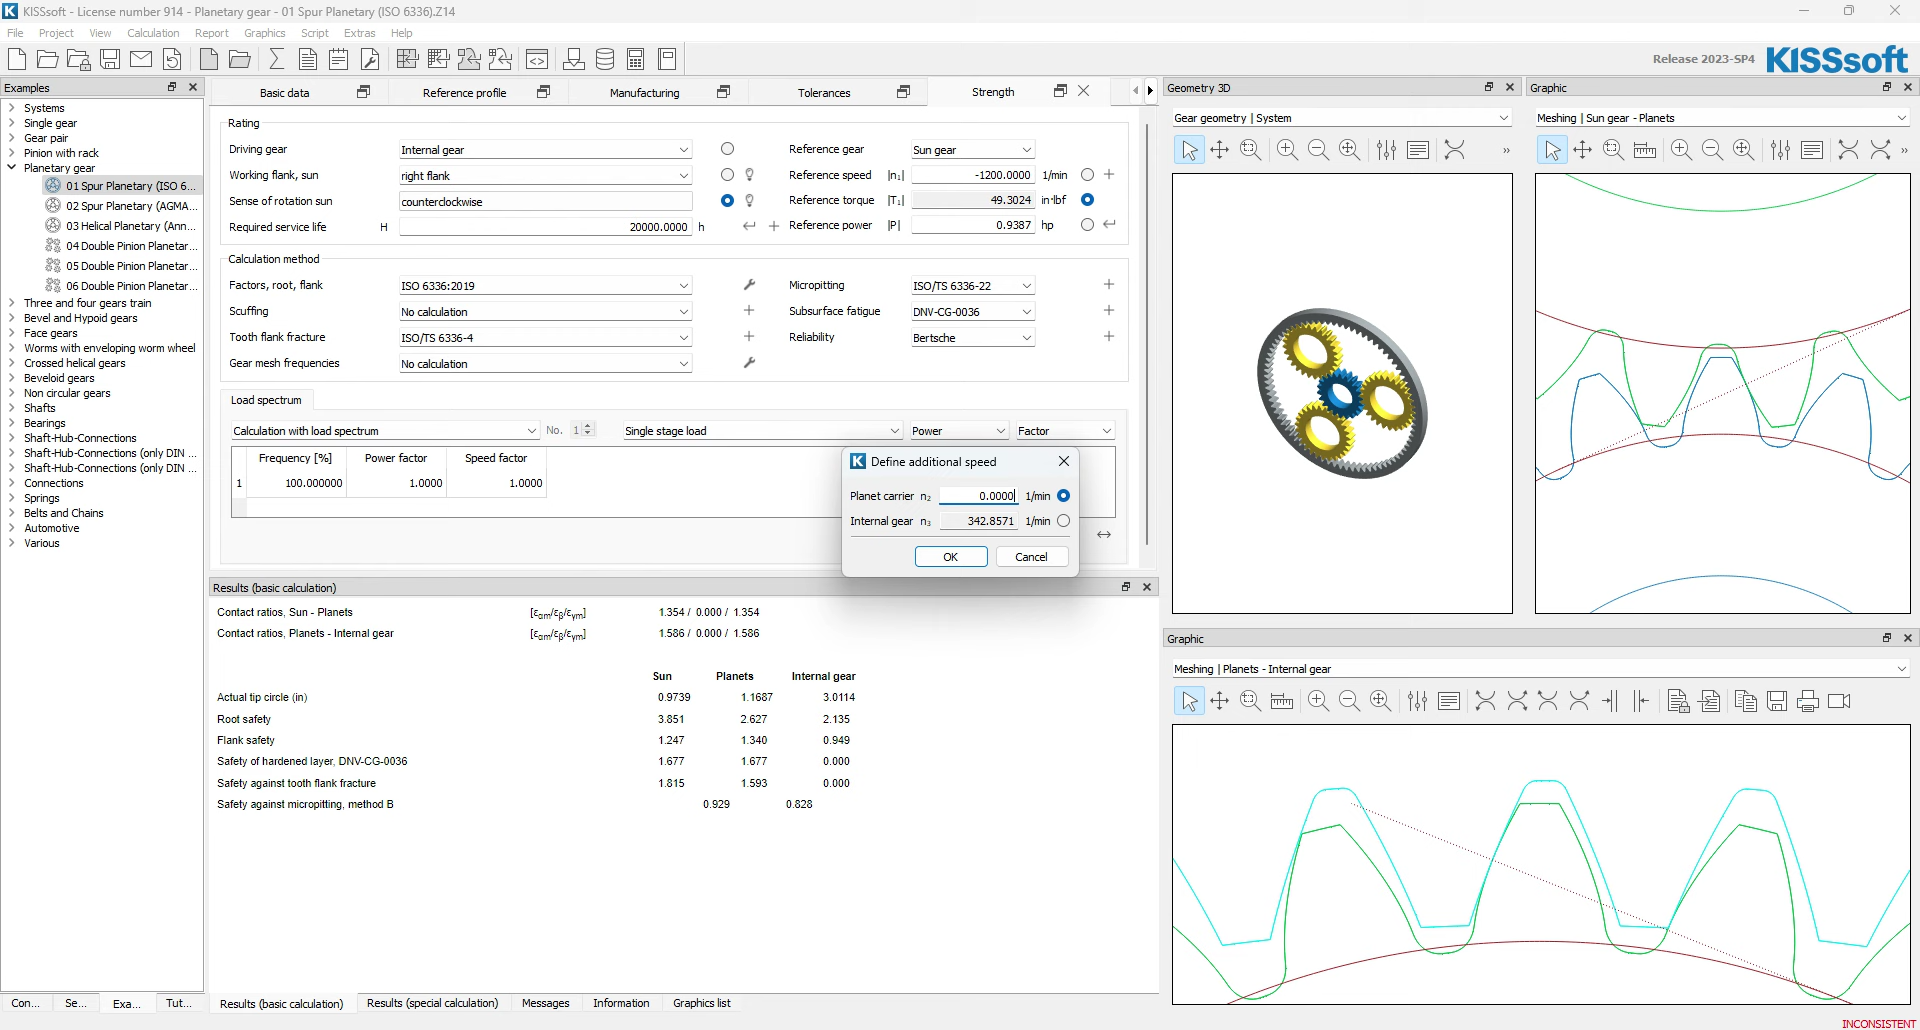 KISSsoft - License number 914 - Planetary gear - 01 Spur Planetary (ISO 6336).Z14
File Project View Calculation Report Graphics Script Extras Help
Release 2023-SP4 KISSsoft
Examples
Systems
Single gear
Gear pair
Pinion with rack
Planetary gear
01 Spur Planetary (ISO 6...
02 Spur Planetary (AGMA...
03 Helical Planetary (Ann...
04 Double Pinion Planetar...
05 Double Pinion Planetar...
06 Double Pinion Planetar...
Three and four gears train
Bevel and Hypoid gears
Face gears
Worms with enveloping worm wheel
Crossed helical gears
Beveloid gears
Non circular gears
Shafts
Bearings
Shaft-Hub-Connections
Shaft-Hub-Connections (only DIN ...
Shaft-Hub-Connections (only DIN ...
Connections
Springs
Belts and Chains
Automotive
Various
Con... Se... Exa... Tut...
Basic data Reference profile Manufacturing Tolerances Strength
Rating
Driving gear Internal gear Reference gear Sun gear
Working flank, sun right flank Reference speed |n₁| -1200.0000 1/min
Sense of rotation sun counterclockwise Reference torque |T₁| 49.3024 in·lbf
Required service life H 20000.0000 h Reference power |P| 0.9387 hp
Calculation method
Factors, root, flank ISO 6336:2019 Micropitting ISO/TS 6336-22
Scuffing No calculation Subsurface fatigue DNV-CG-0036
Tooth flank fracture ISO/TS 6336-4 Reliability Bertsche
Gear mesh frequencies No calculation
Load spectrum
Calculation with load spectrum No. 1 Single stage load Power Factor
Frequency [%] Power factor Speed factor
1 100.000000 1.0000 1.0000
Define additional speed
Planet carrier n₂ 0.0000 1/min
Internal gear n₃ 342.8571 1/min
OK Cancel
Results (basic calculation)
Contact ratios, Sun - Planets [εαm/εβ/εγm] 1.354 / 0.000 / 1.354
Contact ratios, Planets - Internal gear [εαm/εβ/εγm] 1.586 / 0.000 / 1.586
Sun Planets Internal gear
Actual tip circle (in) 0.9739 1.1687 3.0114
Root safety 3.851 2.627 2.135
Flank safety 1.247 1.340 0.949
Safety of hardened layer, DNV-CG-0036 1.677 1.677 0.000
Safety against tooth flank fracture 1.815 1.593 0.000
Safety against micropitting, method B 0.929 0.828
Results (basic calculation) Results (special calculation) Messages Information Graphics list
Geometry 3D
Gear geometry | System
Graphic
Meshing | Sun gear - Planets
Graphic
Meshing | Planets - Internal gear
INCONSISTENT